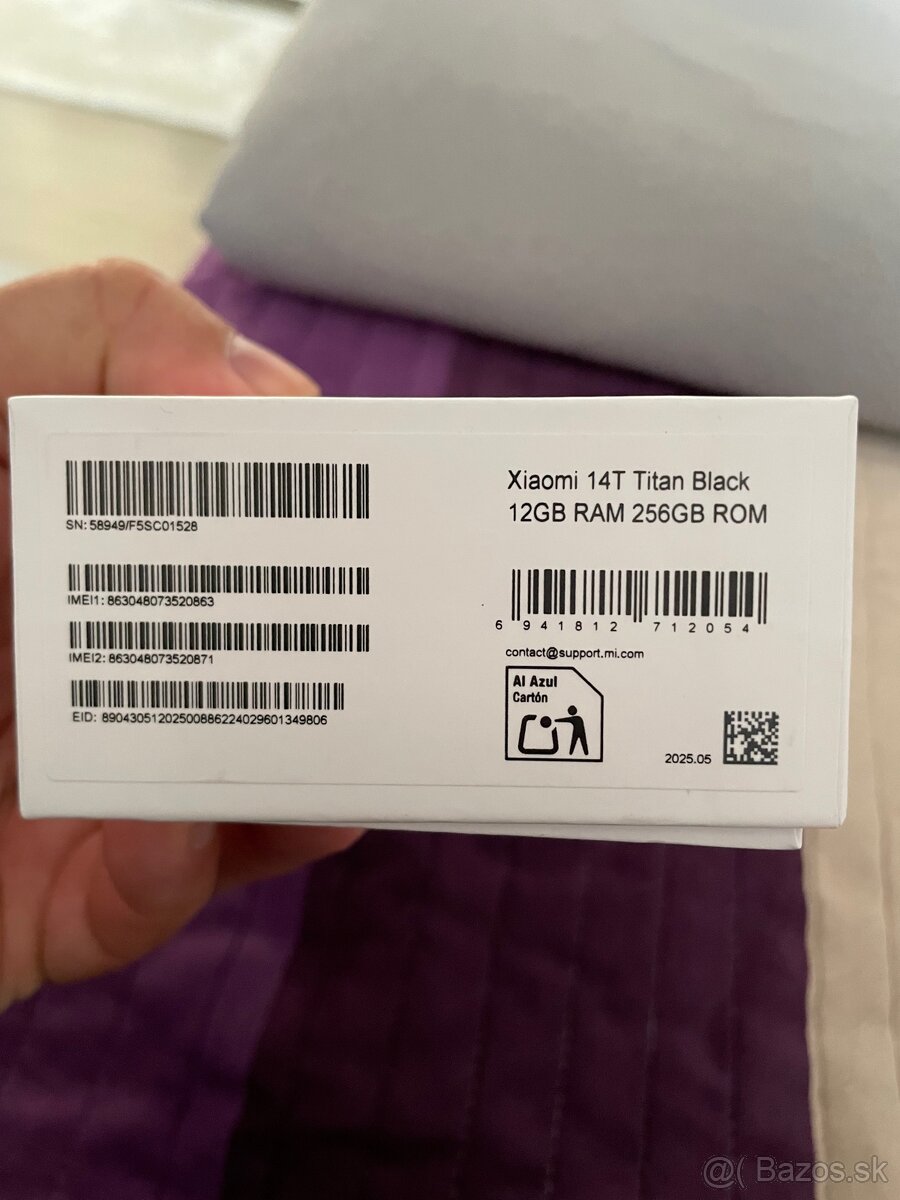 SN: 58949/F5SC01528
IMEI1: 863048073520863
IMEI2: 863048073520871
EID: 89043051202500886224029601349806
Xiaomi 14T Titan Black
12GB RAM 256GB ROM
6 941812 712054
contact@support.mi.com
Al Azul
Cartón
2025.05
@( Bazos.sk